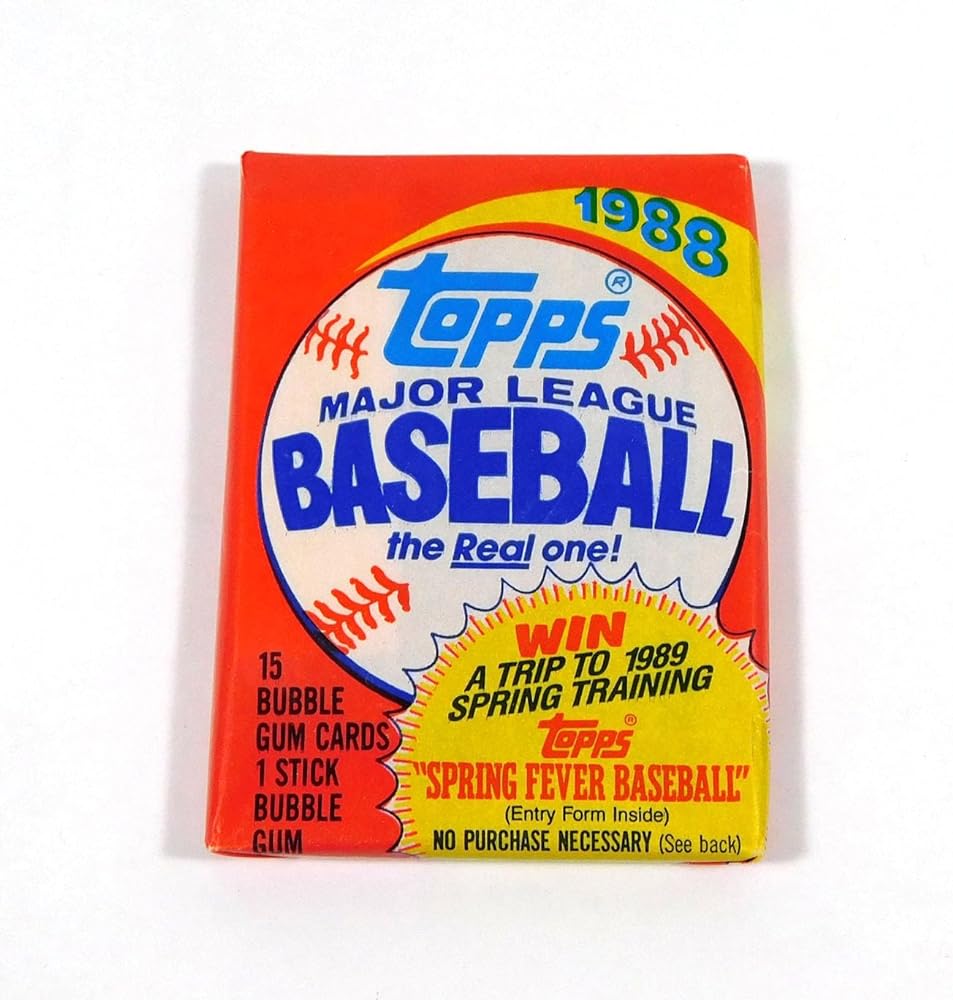 1988
TOPPS®
MAJOR LEAGUE
BASEBALL
the Real one!
WIN
A TRIP TO 1989
SPRING TRAINING
TOPPS®
"SPRING FEVER BASEBALL"
(Entry Form Inside)
NO PURCHASE NECESSARY (See back)
15
BUBBLE
GUM CARDS
1 STICK
BUBBLE
GUM